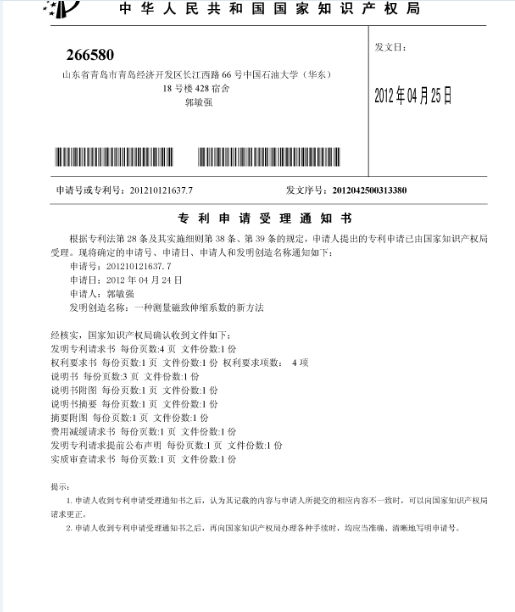 中华人民共和国国家知识产权局
266580
发文日:
山东省青岛市青岛经济开发区长江西路 66 号中国石油大学（华东）
18 号楼 428 宿舍
郭敏强
2012 年 04 月 25 日
申请号或专利号: 201210121637.7
发文序号: 2012042500313380
专利申请受理通知书
根据专利法第 28 条及其实施细则第 38 条、第 39 条的规定, 申请人提出的专利申请已由国家知识产权局
受理。现将确定的申请号、申请日、申请人和发明创造名称通知如下:
申请号: 201210121637.7
申请日: 2012 年 04 月 24 日
申请人: 郭敏强
发明创造名称: 一种测量磁致伸缩系数的新方法
经核实, 国家知识产权局确认收到文件如下:
发明专利请求书 每份页数:4 页 文件份数:1 份
权利要求书 每份页数:1 页 文件份数:1 份 权利要求项数: 4 项
说明书 每份页数:3 页 文件份数:1 份
说明书附图 每份页数:1 页 文件份数:1 份
说明书摘要 每份页数:1 页 文件份数:1 份
摘要附图 每份页数:1 页 文件份数:1 份
费用减缓请求书 每份页数:1 页 文件份数:1 份
发明专利请求提前公布声明 每份页数:1 页 文件份数:1 份
实质审查请求书 每份页数:1 页 文件份数:1 份
提示:
1. 申请人收到专利申请受理通知书之后, 认为其记载的内容与申请人所提交的相应内容不一致时, 可以向国家知识产权局
请求更正。
2. 申请人收到专利申请受理通知书之后, 再向国家知识产权局办理各种手续时, 均应当准确、清晰地写明申请号。